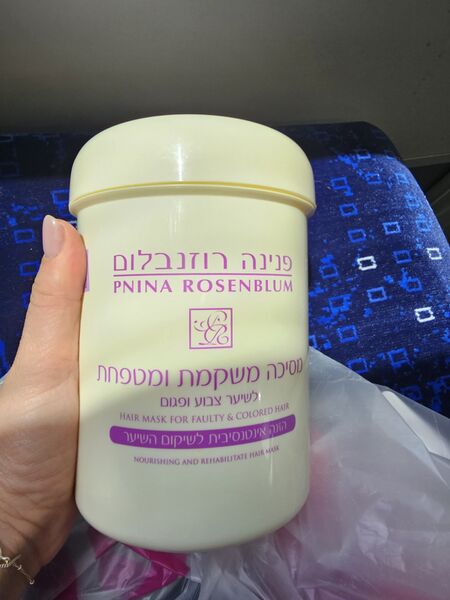 פנינה רוזנבלום
PNINA ROSENBLUM
PR
מסיכה משקמת ומטפחת
לשיער צבוע ופגום
HAIR MASK FOR FAULTY & COLORED HAIR
הזנה אינטנסיבית לשיקום השיער
NOURISHING AND REHABILITATE HAIR MASK